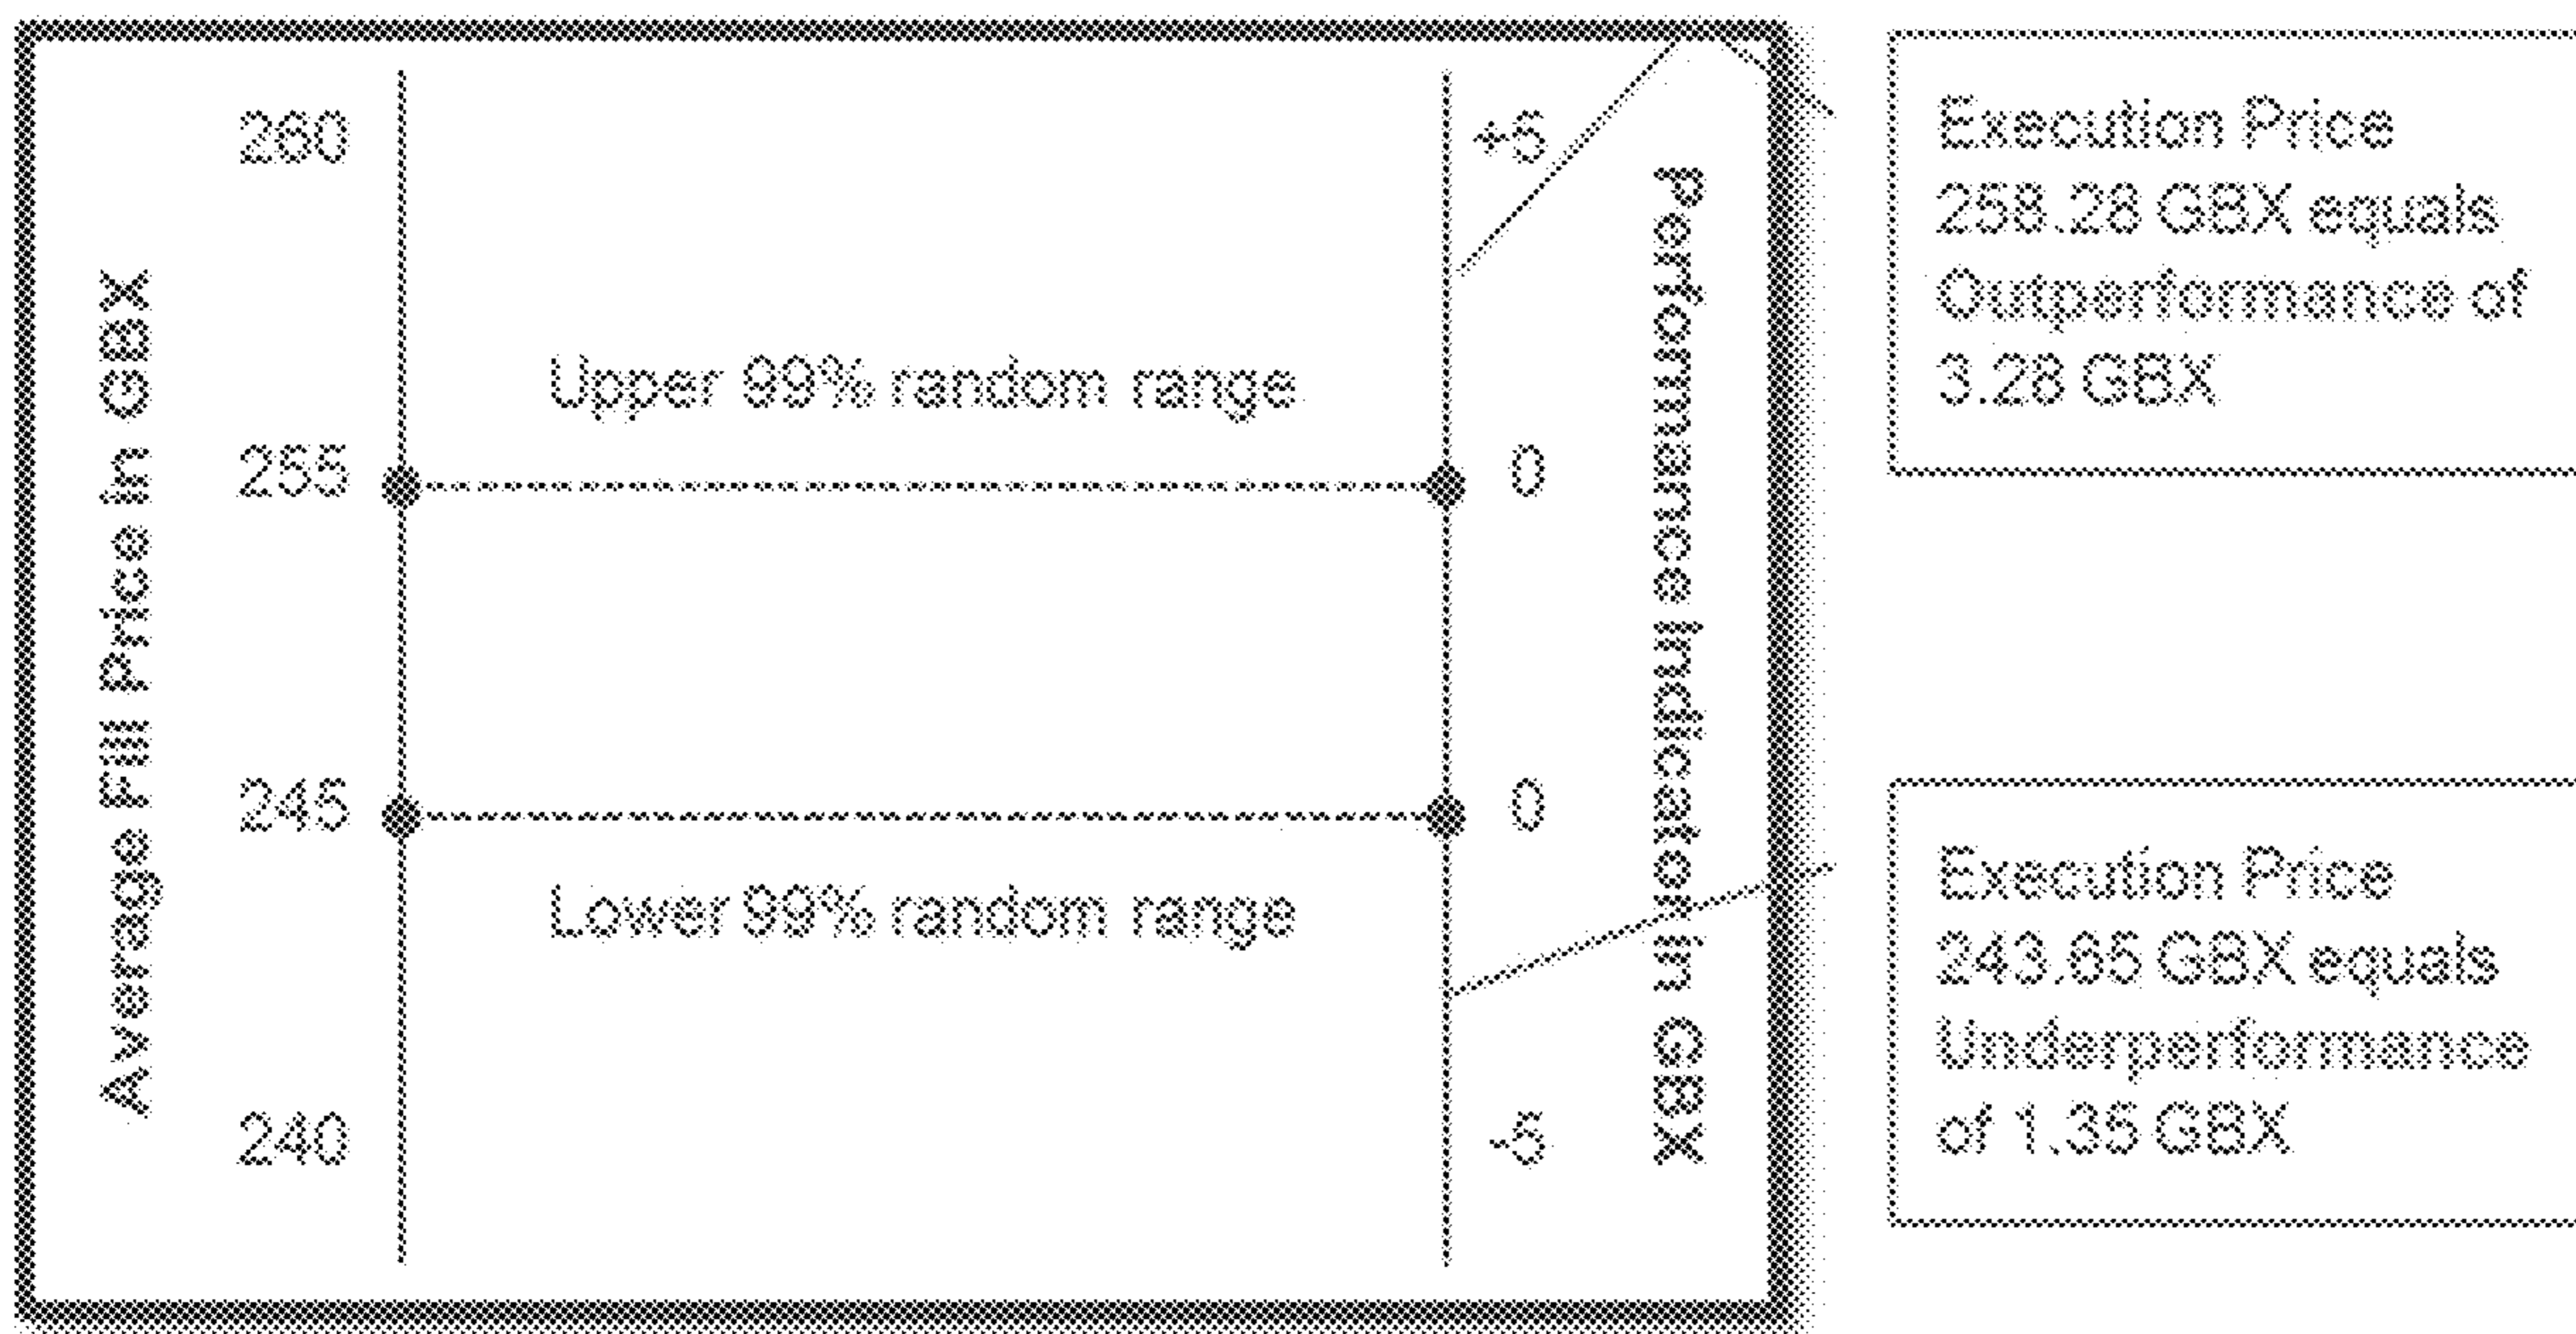 Average Fill Price in GBX
260
255
245
240
Upper 99% random range
Lower 99% random range
+5
0
0
-5
Performance Indicator in GBX
Execution Price
258.28 GBX equals
Outperformance of
3.28 GBX
Execution Price
243.65 GBX equals
Underperformance
of 1.35 GBX